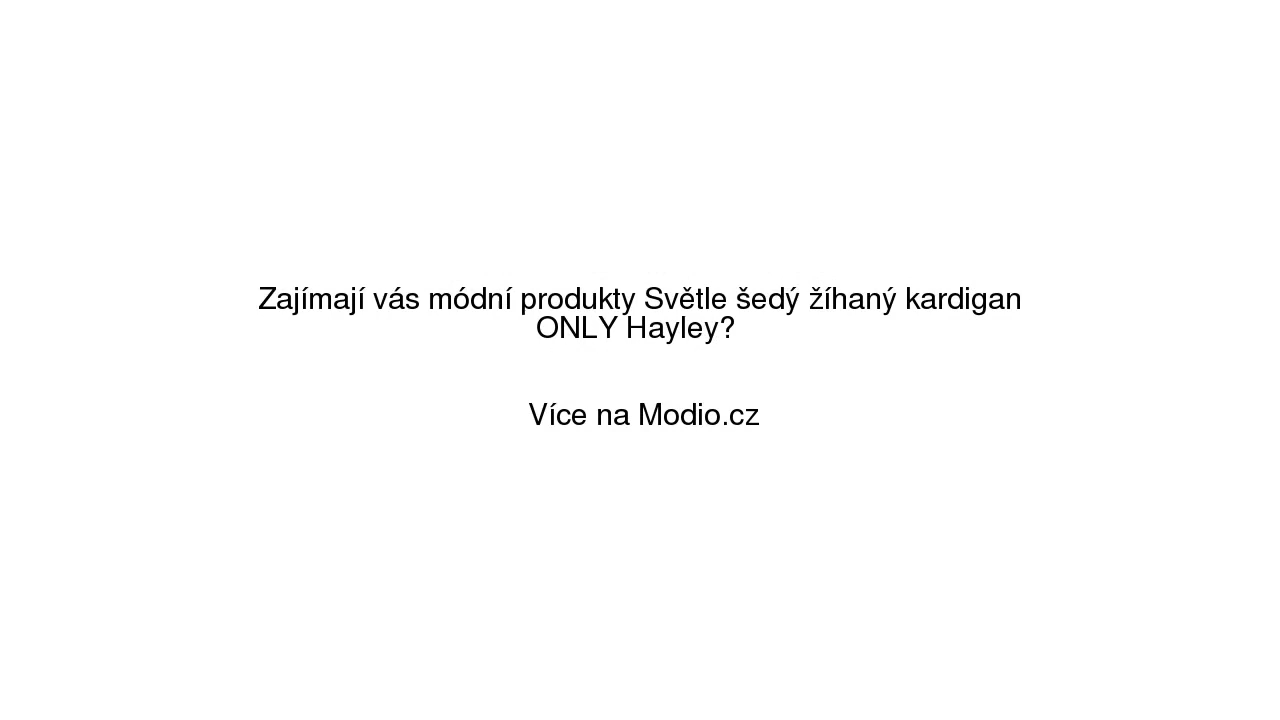 Zajímají vás módní produkty Světle šedý žíhaný kardigan
ONLY Hayley?
Více na Modio.cz